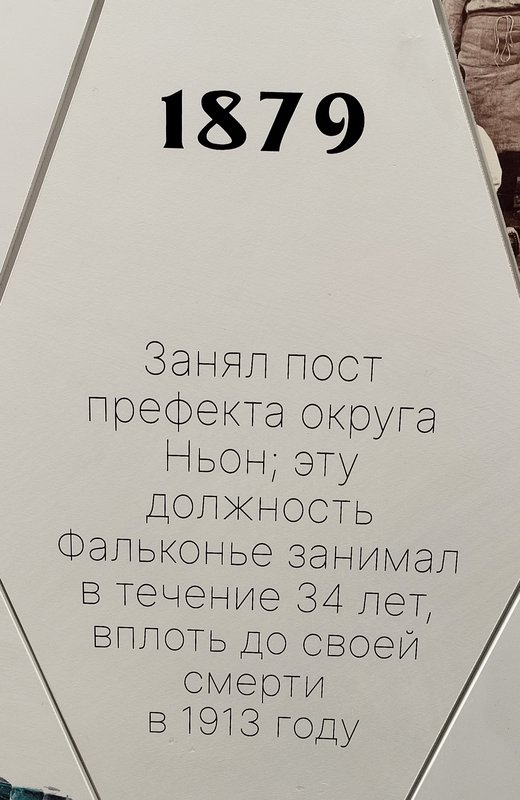 1879
Занял пост
префекта округа
Ньон; эту
должность
Фальконье занимал
в течение 34 лет,
вплоть до своей
смерти
в 1913 году